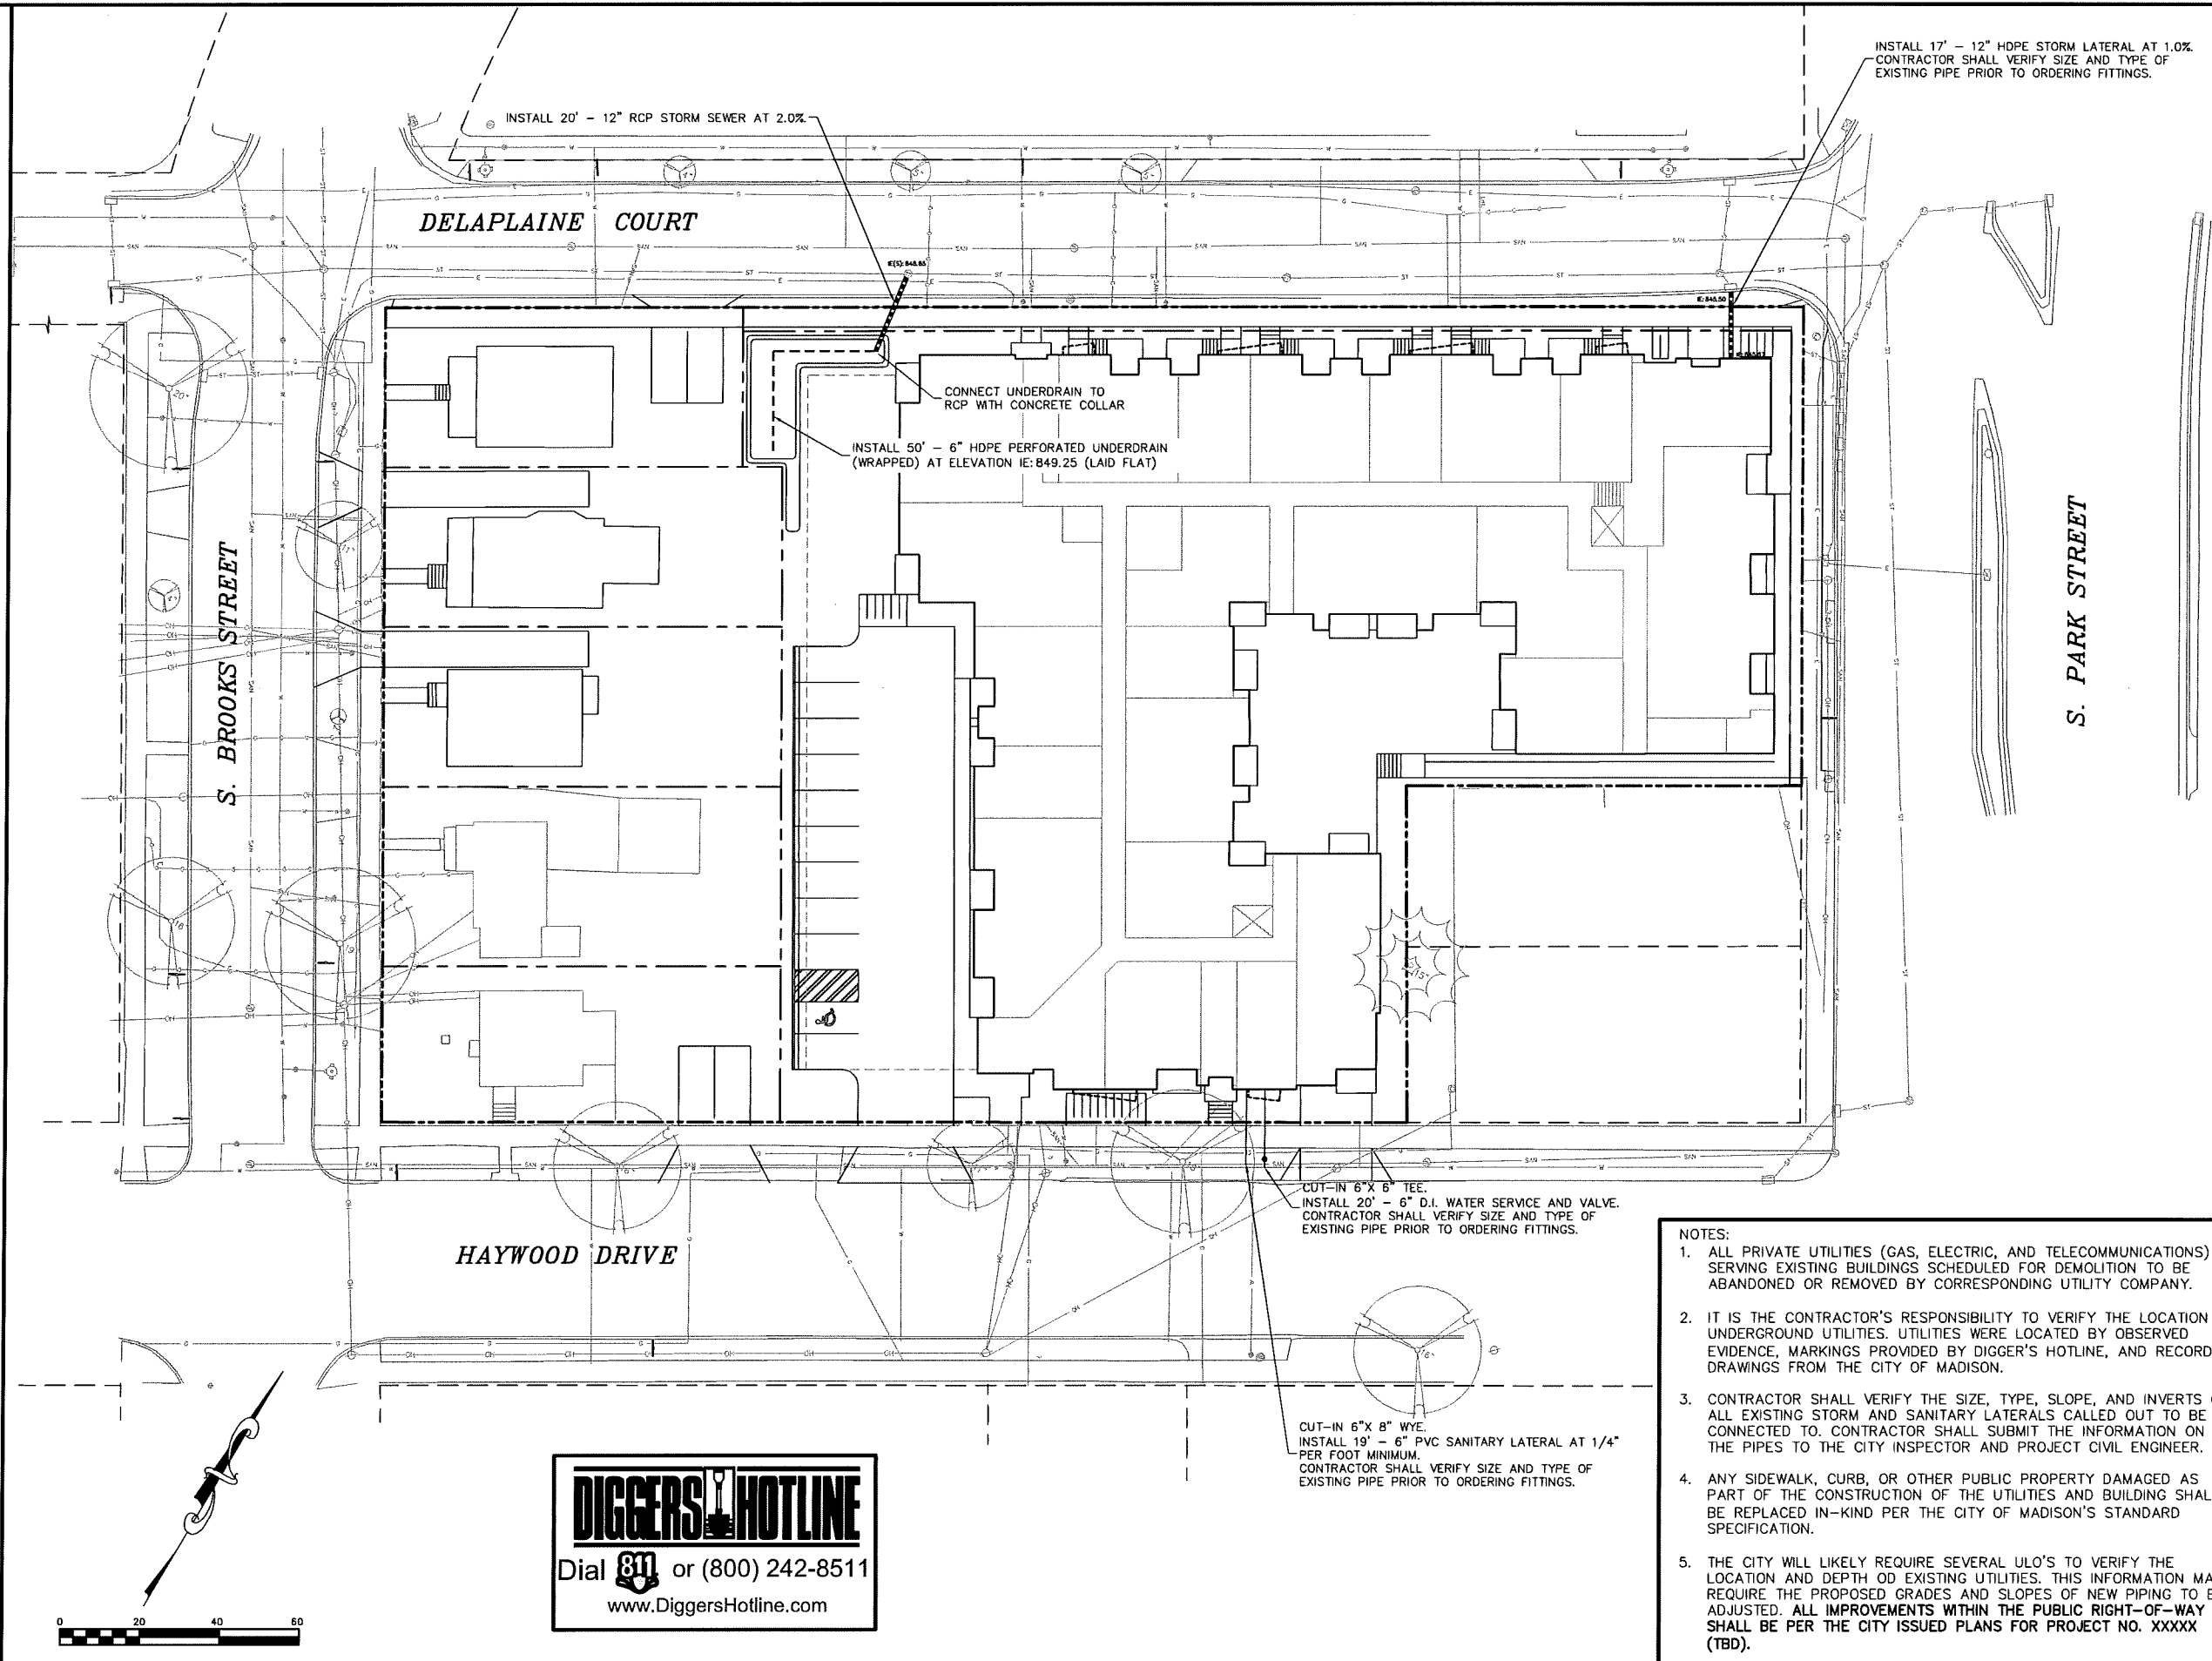 INSTALL 17' - 12" HDPE STORM LATERAL AT 1.0%.
CONTRACTOR SHALL VERIFY SIZE AND TYPE OF
EXISTING PIPE PRIOR TO ORDERING FITTINGS.
INSTALL 20' - 12" RCP STORM SEWER AT 2.0%.
DELAPLAINE COURT
IE(S): 848.85
IE: 845.50
CONNECT UNDERDRAIN TO
RCP WITH CONCRETE COLLAR
INSTALL 50' - 6" HDPE PERFORATED UNDERDRAIN
(WRAPPED) AT ELEVATION IE: 849.25 (LAID FLAT)
S. BROOKS STREET
S. PARK STREET
CUT-IN 6"X 6" TEE.
INSTALL 20' - 6" D.I. WATER SERVICE AND VALVE.
CONTRACTOR SHALL VERIFY SIZE AND TYPE OF
EXISTING PIPE PRIOR TO ORDERING FITTINGS.
HAYWOOD DRIVE
CUT-IN 6"X 8" WYE.
INSTALL 19' - 6" PVC SANITARY LATERAL AT 1/4"
PER FOOT MINIMUM.
CONTRACTOR SHALL VERIFY SIZE AND TYPE OF
EXISTING PIPE PRIOR TO ORDERING FITTINGS.
DIGGERS HOTLINE
Dial 811 or (800) 242-8511
www.DiggersHotline.com
0 20 40 60
NOTES:
1. ALL PRIVATE UTILITIES (GAS, ELECTRIC, AND TELECOMMUNICATIONS)
SERVING EXISTING BUILDINGS SCHEDULED FOR DEMOLITION TO BE
ABANDONED OR REMOVED BY CORRESPONDING UTILITY COMPANY.
2. IT IS THE CONTRACTOR'S RESPONSIBILITY TO VERIFY THE LOCATION
UNDERGROUND UTILITIES. UTILITIES WERE LOCATED BY OBSERVED
EVIDENCE, MARKINGS PROVIDED BY DIGGER'S HOTLINE, AND RECORD
DRAWINGS FROM THE CITY OF MADISON.
3. CONTRACTOR SHALL VERIFY THE SIZE, TYPE, SLOPE, AND INVERTS
ALL EXISTING STORM AND SANITARY LATERALS CALLED OUT TO BE
CONNECTED TO. CONTRACTOR SHALL SUBMIT THE INFORMATION ON
THE PIPES TO THE CITY INSPECTOR AND PROJECT CIVIL ENGINEER.
4. ANY SIDEWALK, CURB, OR OTHER PUBLIC PROPERTY DAMAGED AS
PART OF THE CONSTRUCTION OF THE UTILITIES AND BUILDING SHAL
BE REPLACED IN-KIND PER THE CITY OF MADISON'S STANDARD
SPECIFICATION.
5. THE CITY WILL LIKELY REQUIRE SEVERAL ULO'S TO VERIFY THE
LOCATION AND DEPTH OD EXISTING UTILITIES. THIS INFORMATION MA
REQUIRE THE PROPOSED GRADES AND SLOPES OF NEW PIPING TO B
ADJUSTED. ALL IMPROVEMENTS WITHIN THE PUBLIC RIGHT-OF-WAY
SHALL BE PER THE CITY ISSUED PLANS FOR PROJECT NO. XXXXX
(TBD).